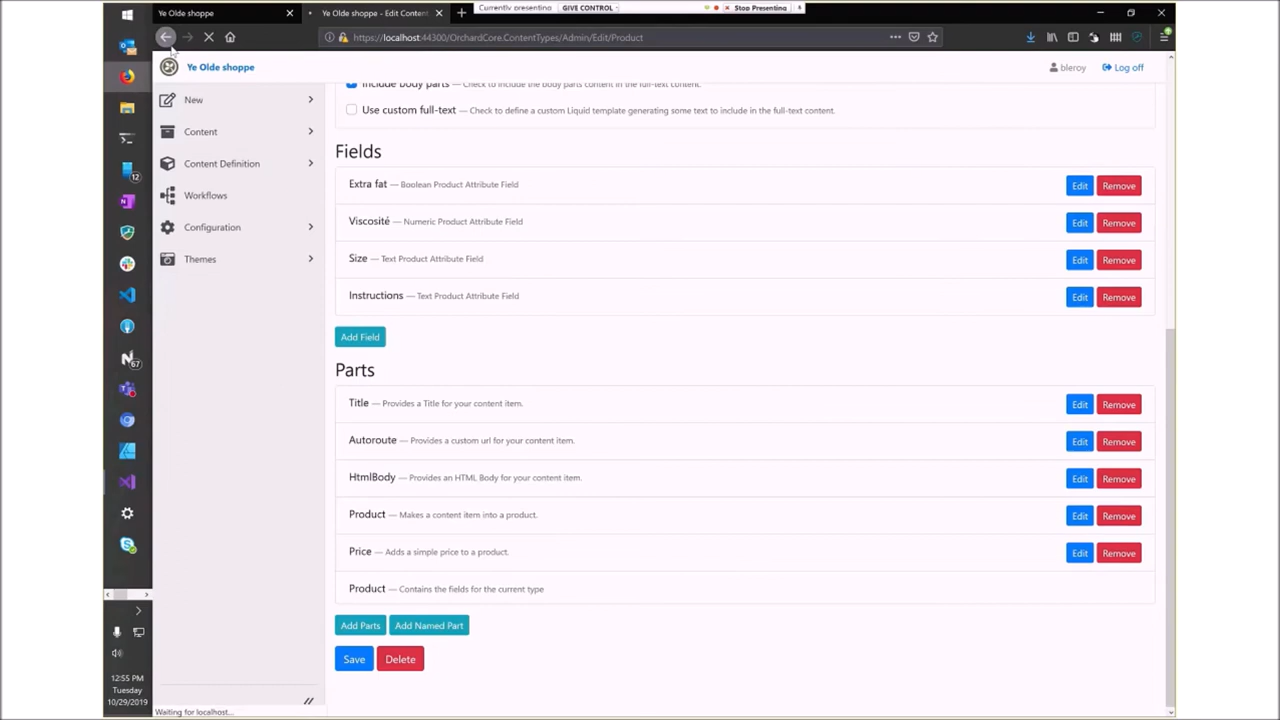 Currently presenting GIVE CONTROL Stop Presenting
Ye Olde shoppe
Ye Olde shoppe - Edit Content
https://localhost:44300/OrchardCore.ContentTypes/Admin/Edit/Product
Ye Olde shoppe
bleroy
Log off
New
Content
Content Definition
Workflows
Configuration
Themes
Include body parts — Check to include the body parts content in the full-text content.
Use custom full-text — Check to define a custom Liquid template generating some text to include in the full-text content.
Fields
Extra fat — Boolean Product Attribute Field Edit Remove
Viscosité — Numeric Product Attribute Field Edit Remove
Size — Text Product Attribute Field Edit Remove
Instructions — Text Product Attribute Field Edit Remove
Add Field
Parts
Title — Provides a Title for your content item. Edit Remove
Autoroute — Provides a custom url for your content item. Edit Remove
HtmlBody — Provides an HTML Body for your content item. Edit Remove
Product — Makes a content item into a product. Edit Remove
Price — Adds a simple price to a product. Edit Remove
Product — Contains the fields for the current type
Add Parts Add Named Part
Save Delete
12
67
12:55 PM
Tuesday
10/29/2019
Waiting for localhost...